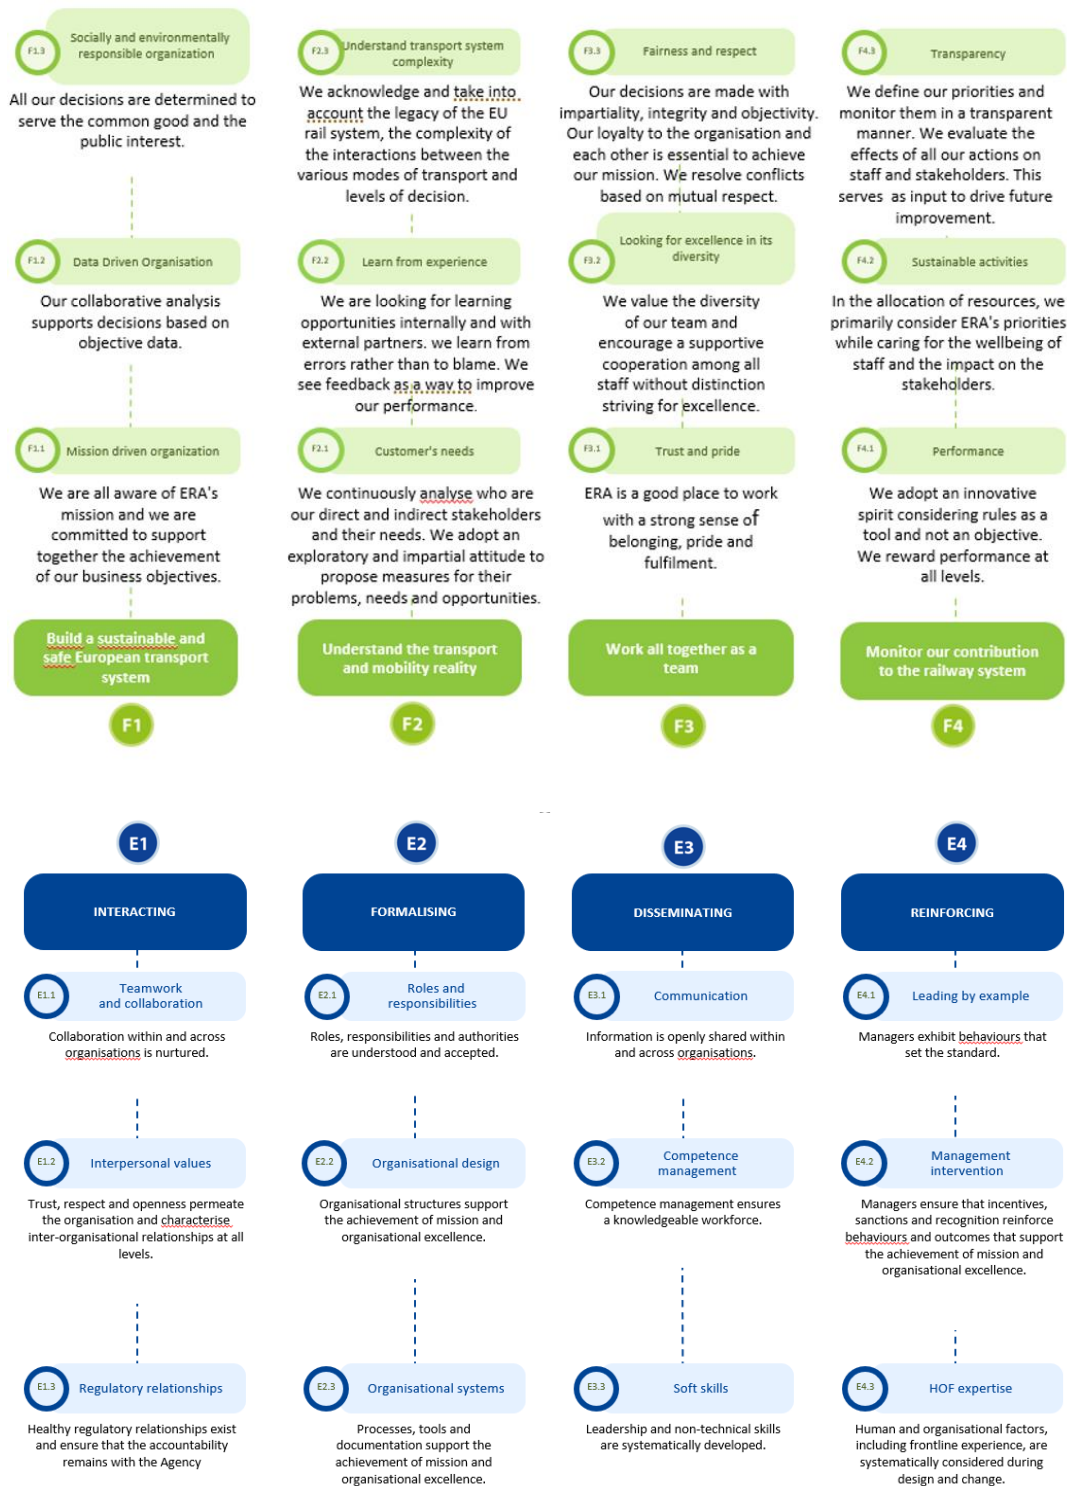 F1.3
Socially and environmentally
responsible organization
All our decisions are determined to
serve the common good and the
public interest.
F1.2
Data Driven Organisation
Our collaborative analysis
supports decisions based on
objective data.
F1.1
Mission driven organization
We are all aware of ERA's
mission and we are
committed to support
together the achievement
of our business objectives.
Build a sustainable and
safe European transport
system
F1
F2.3
Understand transport system
complexity
We acknowledge and take into
account the legacy of the EU
rail system, the complexity of
the interactions between the
various modes of transport and
levels of decision.
F2.2
Learn from experience
We are looking for learning
opportunities internally and with
external partners. we learn from
errors rather than to blame. We
see feedback as a way to improve
our performance.
F2.1
Customer's needs
We continuously analyse who are
our direct and indirect stakeholders
and their needs. We adopt an
exploratory and impartial attitude to
propose measures for their
problems, needs and opportunities.
Understand the transport
and mobility reality
F2
F3.3
Fairness and respect
Our decisions are made with
impartiality, integrity and objectivity.
Our loyalty to the organisation and
each other is essential to achieve
our mission. We resolve conflicts
based on mutual respect.
F3.2
Looking for excellence in its
diversity
We value the diversity
of our team and
encourage a supportive
cooperation among all
staff without distinction
striving for excellence.
F3.1
Trust and pride
ERA is a good place to work
with a strong sense of
belonging, pride and
fulfilment.
Work all together as a
team
F3
F4.3
Transparency
We define our priorities and
monitor them in a transparent
manner. We evaluate the
effects of all our actions on
staff and stakeholders. This
serves as input to drive future
improvement.
F4.2
Sustainable activities
In the allocation of resources, we
primarily consider ERA's priorities
while caring for the wellbeing of
staff and the impact on the
stakeholders.
F4.1
Performance
We adopt an innovative
spirit considering rules as a
tool and not an objective.
We reward performance at
all levels.
Monitor our contribution
to the railway system
F4
E1
INTERACTING
E1.1
Teamwork
and collaboration
Collaboration within and across
organisations is nurtured.
E1.2
Interpersonal values
Trust, respect and openness permeate
the organisation and characterise
inter-organisational relationships at all
levels.
E1.3
Regulatory relationships
Healthy regulatory relationships exist
and ensure that the accountability
remains with the Agency
E2
FORMALISING
E2.1
Roles and
responsibilities
Roles, responsibilities and authorities
are understood and accepted.
E2.2
Organisational design
Organisational structures support
the achievement of mission and
organisational excellence.
E2.3
Organisational systems
Processes, tools and
documentation support the
achievement of mission and
organisational excellence.
E3
DISSEMINATING
E3.1
Communication
Information is openly shared within
and across organisations.
E3.2
Competence
management
Competence management ensures
a knowledgeable workforce.
E3.3
Soft skills
Leadership and non-technical skills
are systematically developed.
E4
REINFORCING
E4.1
Leading by example
Managers exhibit behaviours that
set the standard.
E4.2
Management
intervention
Managers ensure that incentives,
sanctions and recognition reinforce
behaviours and outcomes that support
the achievement of mission and
organisational excellence.
E4.3
HOF expertise
Human and organisational factors,
including frontline experience, are
systematically considered during
design and change.